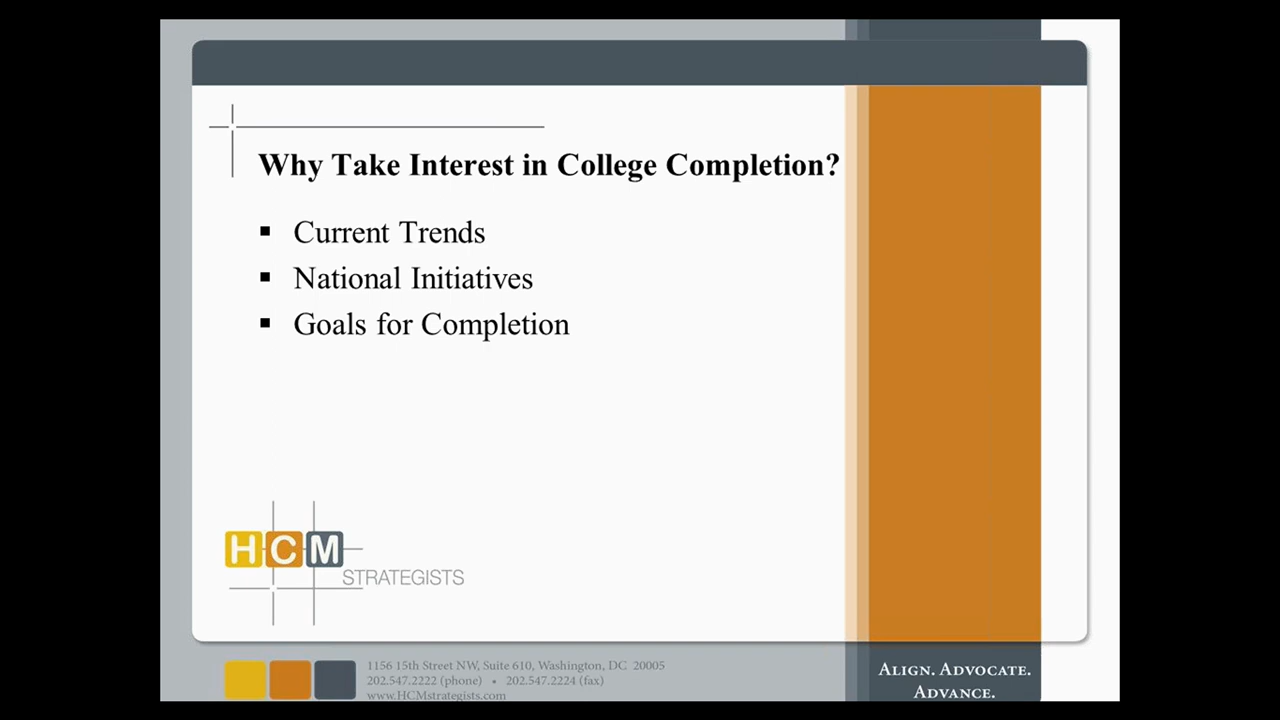 Why Take Interest in College Completion?
▪ Current Trends
▪ National Initiatives
▪ Goals for Completion
HCM
STRATEGISTS
1156 15th Street NW, Suite 610, Washington, DC 20005
202.547.2222 (phone) • 202.547.2224 (fax)
www.HCMstrategists.com
ALIGN. ADVOCATE.
ADVANCE.